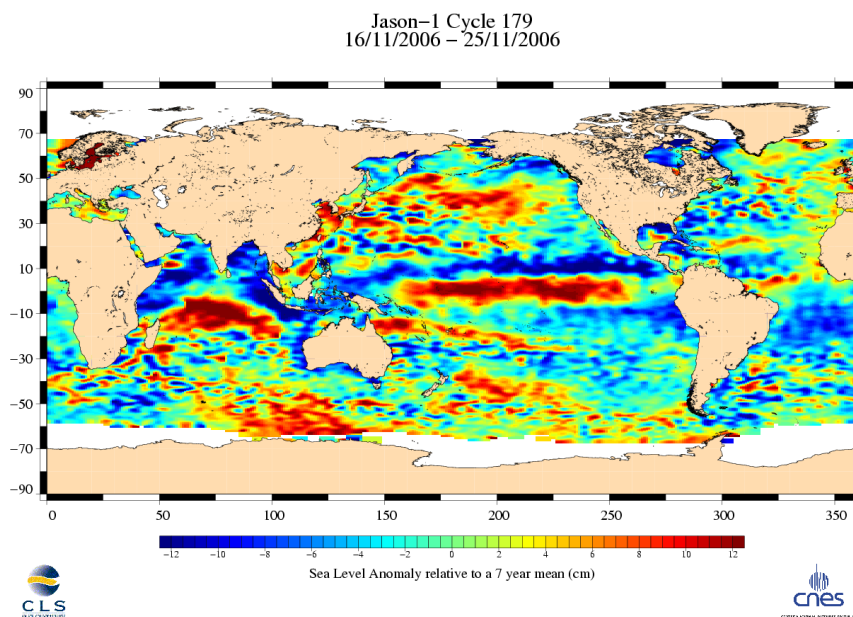 Jason-1 Cycle 179
16/11/2006 – 25/11/2006
90
70
50
30
10
−10
−30
−50
−70
−90
0 50 100 150 200 250 300 350
−12 −10 −8 −6 −4 −2 0 2 4 6 8 10 12
Sea Level Anomaly relative to a 7 year mean (cm)
CLS
cnes